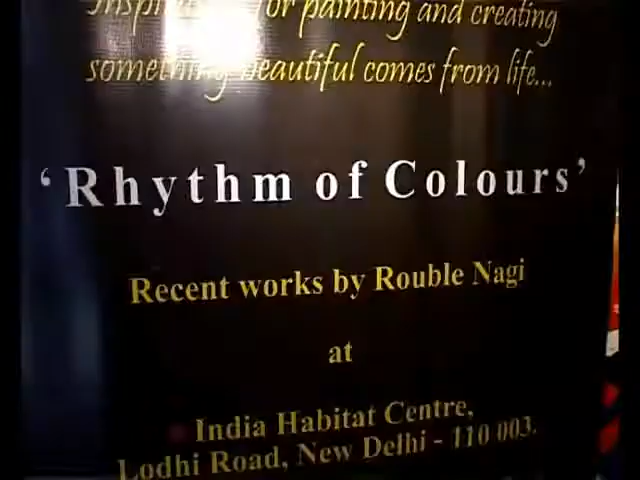 for painting and creating
something beautiful comes from life...
'Rhythm of Colours'
Recent works by Rouble Nagi
at
India Habitat Centre,
Lodhi Road, New Delhi - 110 003.